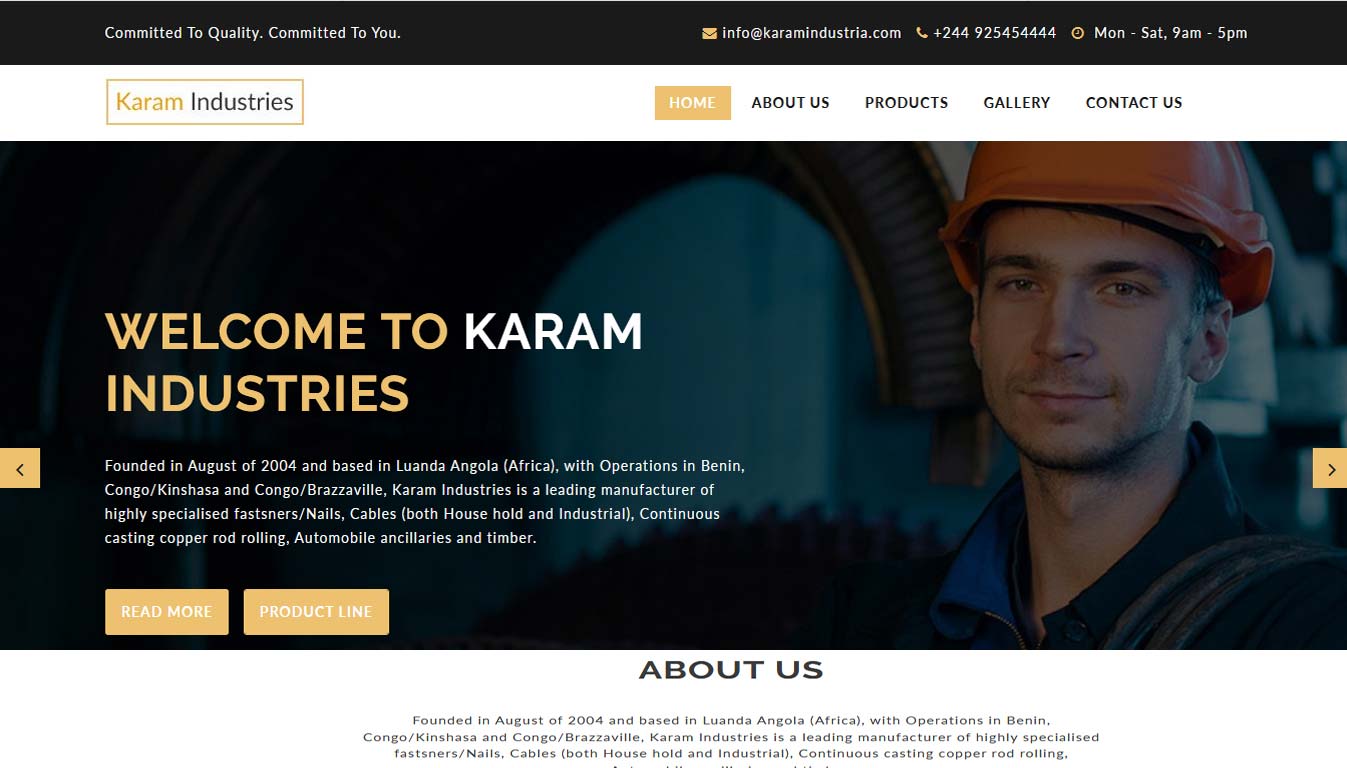 Committed To Quality. Committed To You.
info@karamindustria.com +244 925454444 Mon - Sat, 9am - 5pm
Karam Industries
HOME ABOUT US PRODUCTS GALLERY CONTACT US
WELCOME TO KARAM
INDUSTRIES
Founded in August of 2004 and based in Luanda Angola (Africa), with Operations in Benin,
Congo/Kinshasa and Congo/Brazzaville, Karam Industries is a leading manufacturer of
highly specialised fastsners/Nails, Cables (both House hold and Industrial), Continuous
casting copper rod rolling, Automobile ancillaries and timber.
READ MORE PRODUCT LINE
ABOUT US
Founded in August of 2004 and based in Luanda Angola (Africa), with Operations in Benin,
Congo/Kinshasa and Congo/Brazzaville, Karam Industries is a leading manufacturer of highly specialised
fastsners/Nails, Cables (both House hold and Industrial), Continuous casting copper rod rolling,